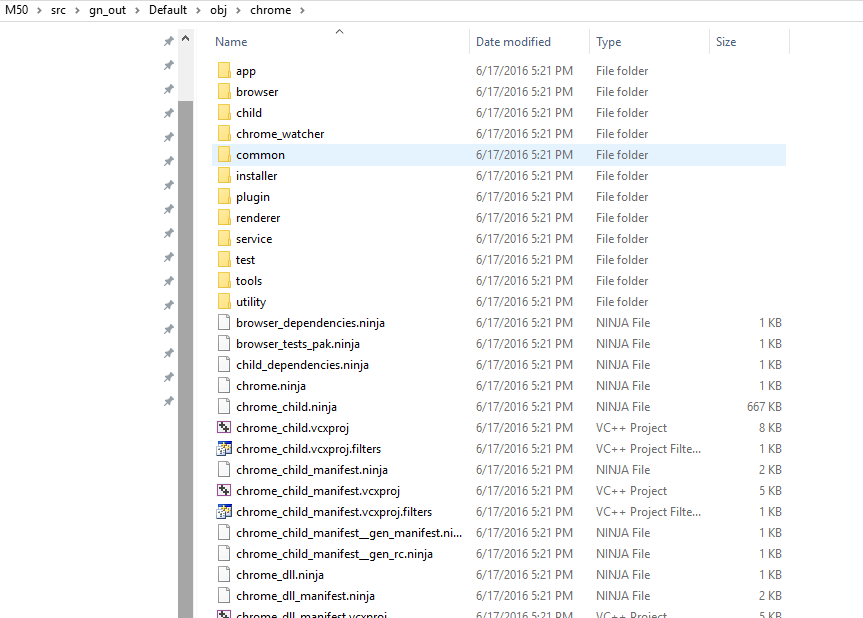 M50 > src > gn_out > Default > obj > chrome >
Name Date modified Type Size
app 6/17/2016 5:21 PM File folder
browser 6/17/2016 5:21 PM File folder
child 6/17/2016 5:21 PM File folder
chrome_watcher 6/17/2016 5:21 PM File folder
common 6/17/2016 5:21 PM File folder
installer 6/17/2016 5:21 PM File folder
plugin 6/17/2016 5:21 PM File folder
renderer 6/17/2016 5:21 PM File folder
service 6/17/2016 5:21 PM File folder
test 6/17/2016 5:21 PM File folder
tools 6/17/2016 5:21 PM File folder
utility 6/17/2016 5:21 PM File folder
browser_dependencies.ninja 6/17/2016 5:21 PM NINJA File 1 KB
browser_tests_pak.ninja 6/17/2016 5:21 PM NINJA File 1 KB
child_dependencies.ninja 6/17/2016 5:21 PM NINJA File 1 KB
chrome.ninja 6/17/2016 5:21 PM NINJA File 1 KB
chrome_child.ninja 6/17/2016 5:21 PM NINJA File 667 KB
chrome_child.vcxproj 6/17/2016 5:21 PM VC++ Project 8 KB
chrome_child.vcxproj.filters 6/17/2016 5:21 PM VC++ Project Filte... 1 KB
chrome_child_manifest.ninja 6/17/2016 5:21 PM NINJA File 2 KB
chrome_child_manifest.vcxproj 6/17/2016 5:21 PM VC++ Project 5 KB
chrome_child_manifest.vcxproj.filters 6/17/2016 5:21 PM VC++ Project Filte... 1 KB
chrome_child_manifest__gen_manifest.ni... 6/17/2016 5:21 PM NINJA File 1 KB
chrome_child_manifest__gen_rc.ninja 6/17/2016 5:21 PM NINJA File 1 KB
chrome_dll.ninja 6/17/2016 5:21 PM NINJA File 1 KB
chrome_dll_manifest.ninja 6/17/2016 5:21 PM NINJA File 2 KB
chrome_dll_manifest.vcxproj 6/17/2016 5:21 PM VC++ Project 5 KB